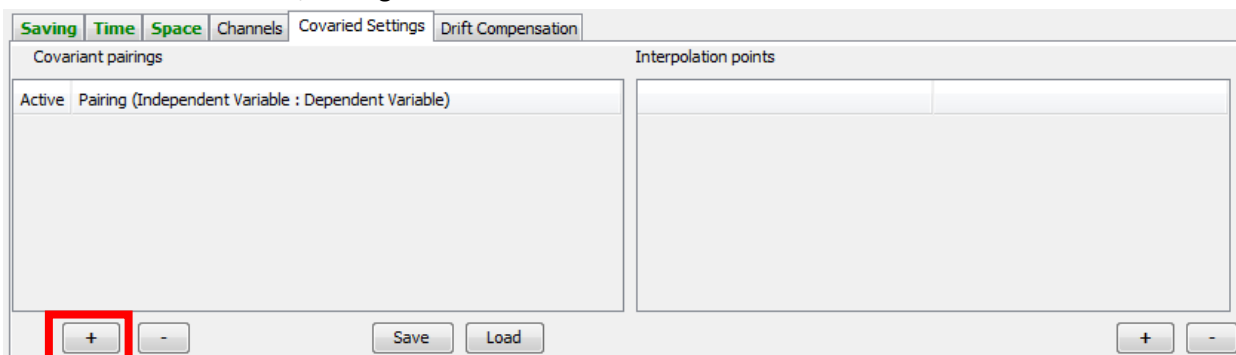 Saving Time Space Channels Covaried Settings Drift Compensation
Covariant pairings Interpolation points
Active Pairing (Independent Variable : Dependent Variable)
+ - Save Load + -